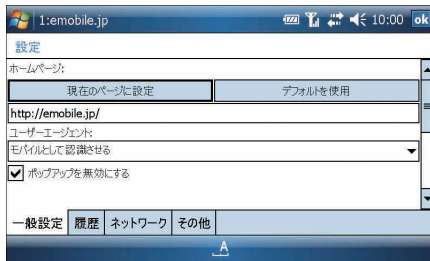 1:emobile.jp 10:00 ok
設定
ホームページ:
現在のページに設定 デフォルトを使用
http://emobile.jp/
ユーザーエージェント:
モバイルとして認識させる
ポップアップを無効にする
一般設定 履歴 ネットワーク その他
A